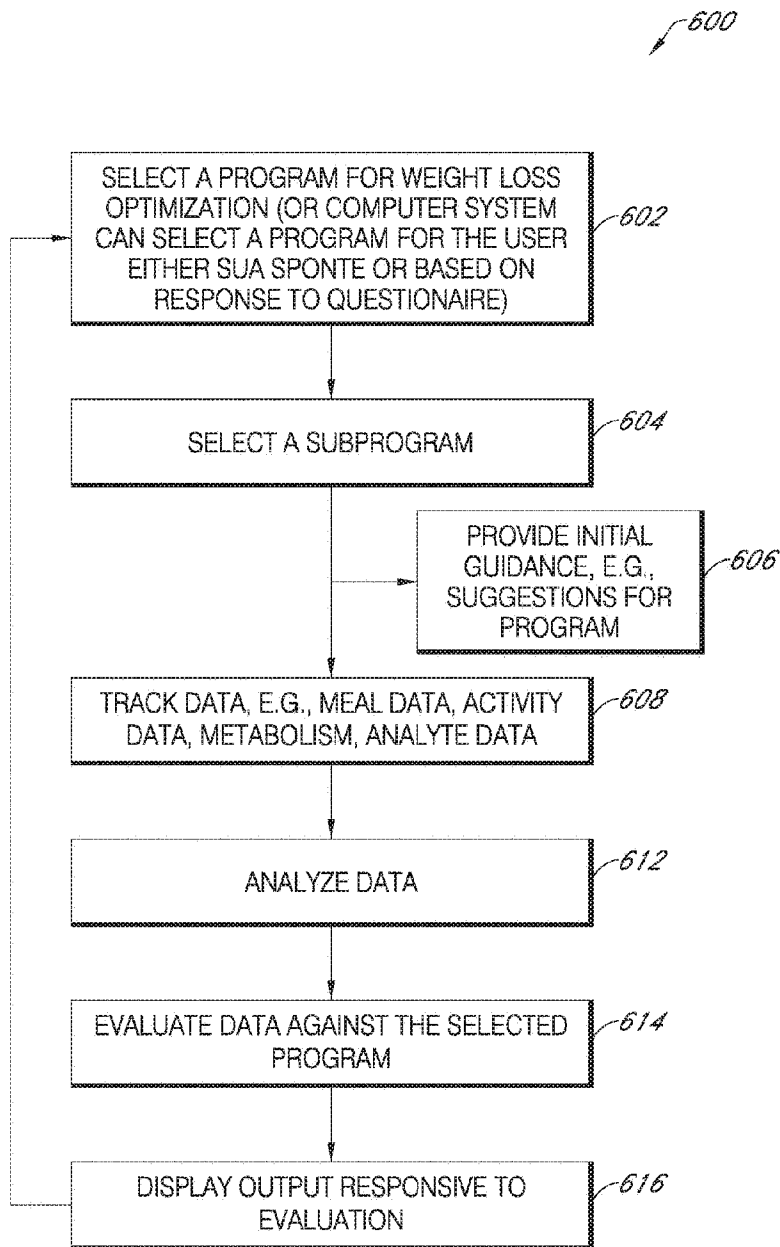 600
SELECT A PROGRAM FOR WEIGHT LOSS
OPTIMIZATION (OR COMPUTER SYSTEM
CAN SELECT A PROGRAM FOR THE USER
EITHER SUA SPONTE OR BASED ON
RESPONSE TO QUESTIONAIRE)
602
SELECT A SUBPROGRAM
604
PROVIDE INITIAL
GUIDANCE, E.G.,
SUGGESTIONS FOR
PROGRAM
606
TRACK DATA, E.G., MEAL DATA, ACTIVITY
DATA, METABOLISM, ANALYTE DATA
608
ANALYZE DATA
612
EVALUATE DATA AGAINST THE SELECTED
PROGRAM
614
DISPLAY OUTPUT RESPONSIVE TO
EVALUATION
616